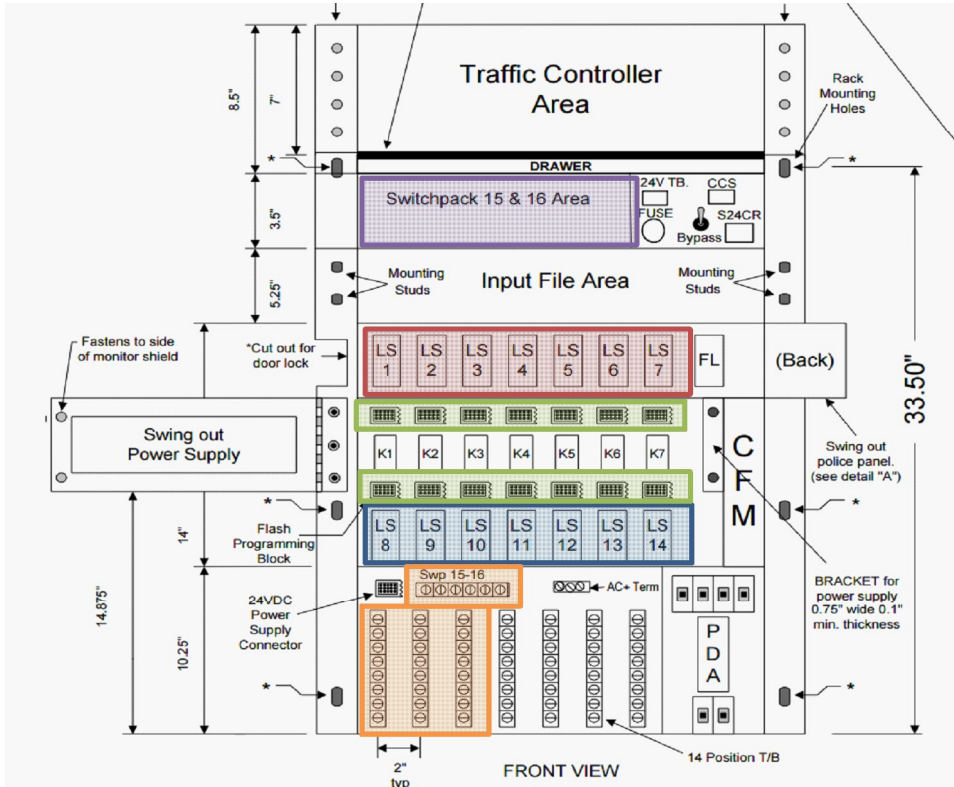 Traffic Controller
Area
8.5"
7"
Rack
Mounting
Holes
*
*
DRAWER
Switchpack 15 & 16 Area
24V TB.
CCS
FUSE
S24CR
Bypass
3.5"
5.25"
Mounting
Studs
Input File Area
Mounting
Studs
Fastens to side
of monitor shield
*Cut out for
door lock
LS
1
LS
2
LS
3
LS
4
LS
5
LS
6
LS
7
FL
(Back)
33.50"
Swing out
Power Supply
K1
K2
K3
K4
K5
K6
K7
C
F
M
Swing out
police panel.
(see detail "A")
*
*
14"
Flash
Programming
Block
LS
8
LS
9
LS
10
LS
11
LS
12
LS
13
LS
14
14.875"
10.25"
24VDC
Power
Supply
Connector
Swp 15-16
AC+ Term
BRACKET for
power supply
0.75" wide 0.1"
min. thickness
P
D
A
*
*
2"
typ
14 Position T/B
FRONT VIEW